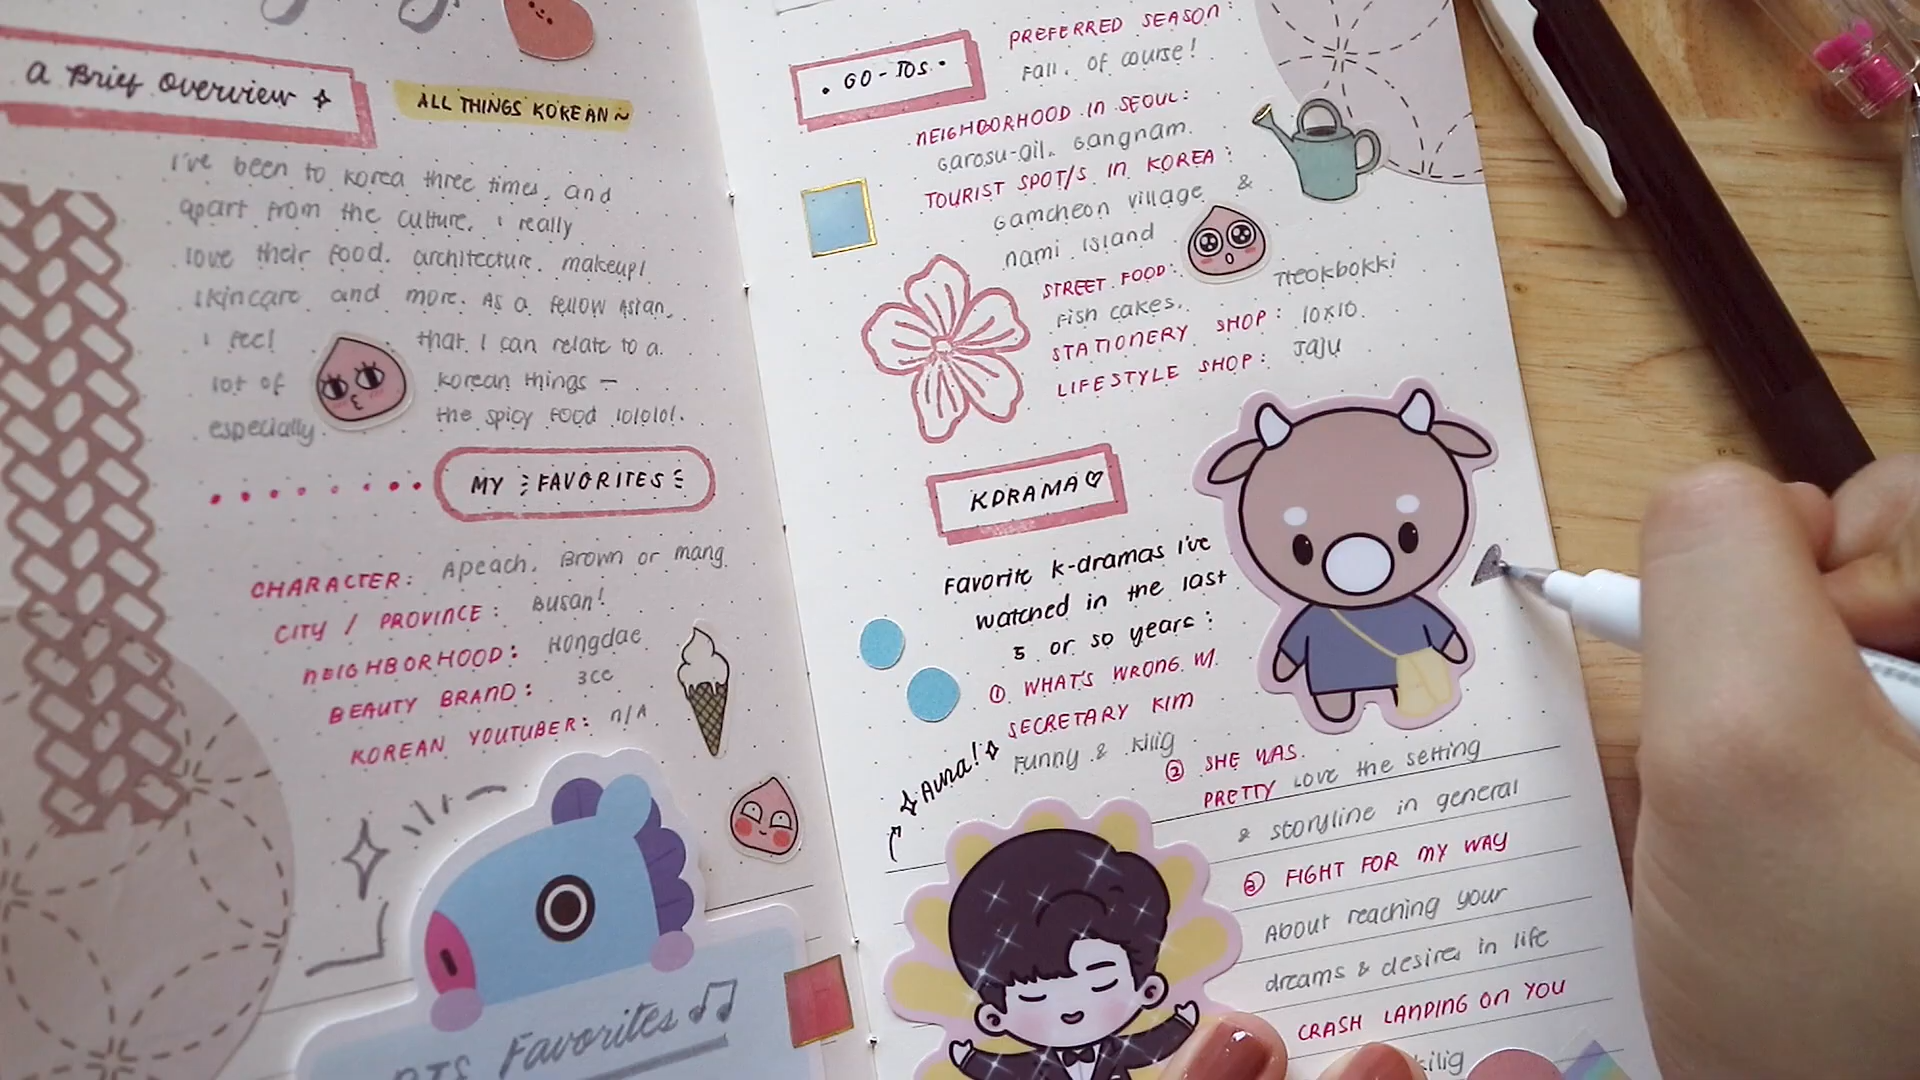 A Brief Overview
ALL THINGS KOREAN~
I've been to Korea three times, and
apart from the culture, I really
love their food, architecture, makeup/
skincare and more. As a fellow Asian,
I feel that I can relate to a
lot of Korean things -
especially the spicy food lololol.
MY FAVORITES
CHARACTER: Apeach, Brown or mang
CITY / PROVINCE: Busan!
NEIGHBORHOOD: Hongdae
BEAUTY BRAND: 3CE
KOREAN YOUTUBER: n/A
BTS Favorites
• GO-TOS •
PREFERRED SEASON:
Fall, of course!
NEIGHBORHOOD IN SEOUL:
Garosu-gil, Gangnam
TOURIST SPOT/S IN KOREA:
Gamcheon Village &
nami island
STREET FOOD: Tteokbokki
Fish cakes,
STATIONERY SHOP: 10x10
LIFESTYLE SHOP: Jaju
KDRAMA♡
Favorite k-dramas I've
watched in the last
5 or so years:
① WHAT'S WRONG W/
SECRETARY KIM
Funny & kilig
Aura!
② SHE WAS
PRETTY Love the setting
& storyline in general
③ FIGHT FOR MY WAY
About reaching your
dreams & desires in life
CRASH LANDING ON YOU
kilig